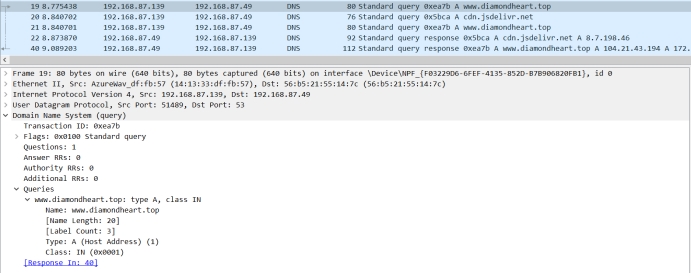 19 8.775438 192.168.87.139 192.168.87.49 DNS 80 Standard query 0xea7b A www.diamondheart.top
20 8.840702 192.168.87.139 192.168.87.49 DNS 76 Standard query 0x5bca A cdn.jsdelivr.net
21 8.840702 192.168.87.139 192.168.87.49 DNS 80 Standard query 0xea7b A www.diamondheart.top
22 8.873870 192.168.87.49 192.168.87.139 DNS 92 Standard query response 0x5bca A cdn.jsdelivr.net A 8.7.198.46
40 9.089203 192.168.87.49 192.168.87.139 DNS 112 Standard query response 0xea7b A www.diamondheart.top A 104.21.43.194 A 172.
Frame 19: 80 bytes on wire (640 bits), 80 bytes captured (640 bits) on interface \Device\NPF_{F03229D6-6FEF-4135-852D-B7B906820FB1}, id 0
Ethernet II, Src: AzureWav_df:fb:57 (14:13:33:df:fb:57), Dst: 56:b5:21:55:14:7c (56:b5:21:55:14:7c)
Internet Protocol Version 4, Src: 192.168.87.139, Dst: 192.168.87.49
User Datagram Protocol, Src Port: 51489, Dst Port: 53
Domain Name System (query)
Transaction ID: 0xea7b
Flags: 0x0100 Standard query
Questions: 1
Answer RRs: 0
Authority RRs: 0
Additional RRs: 0
Queries
www.diamondheart.top: type A, class IN
Name: www.diamondheart.top
[Name Length: 20]
[Label Count: 3]
Type: A (Host Address) (1)
Class: IN (0x0001)
[Response In: 40]